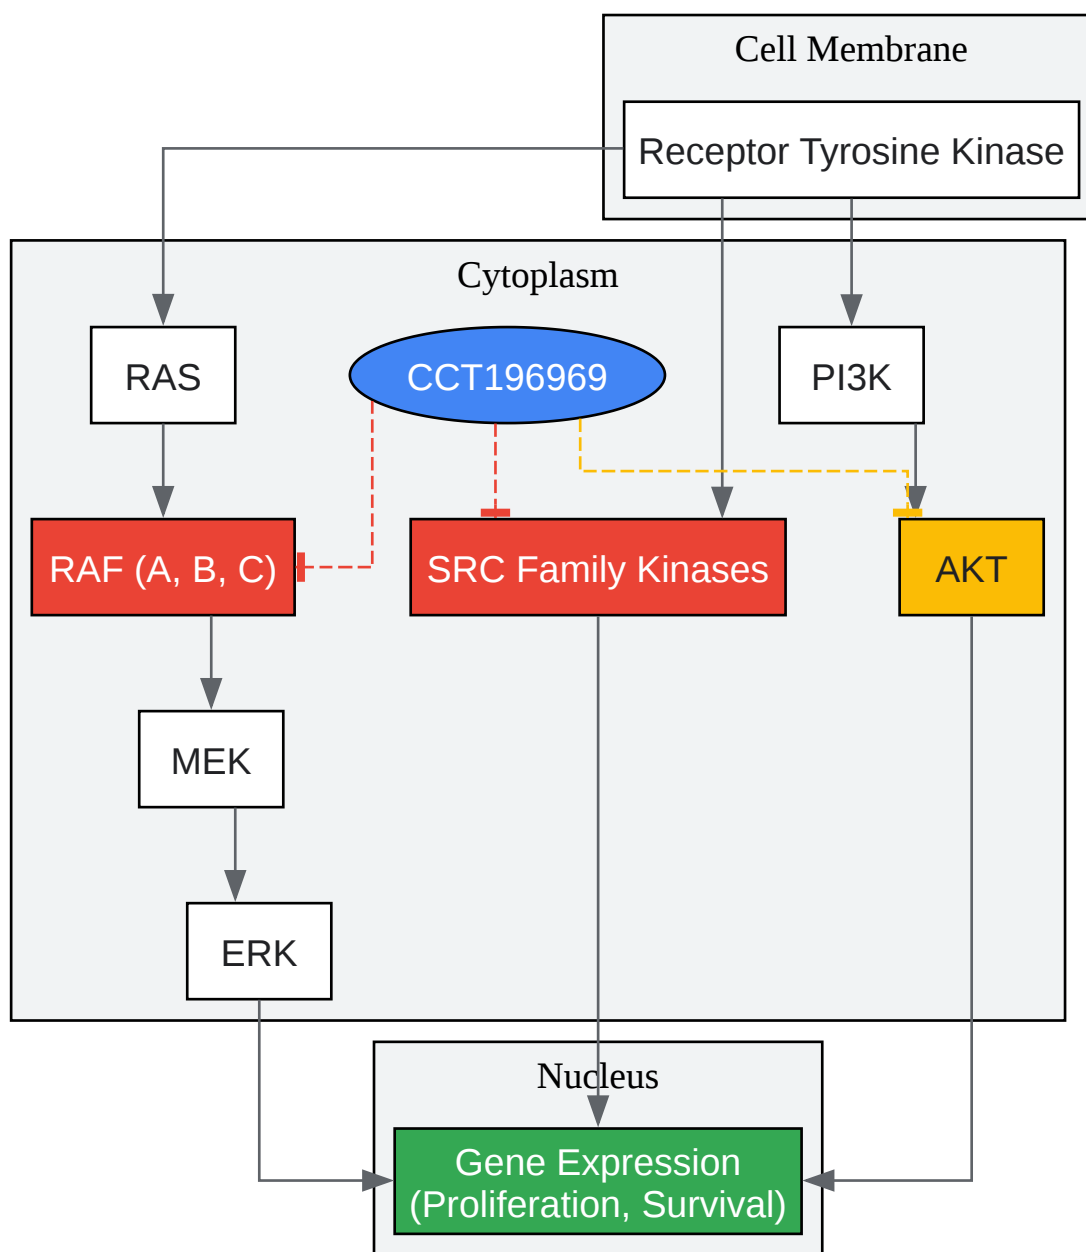 Cell Membrane
Receptor Tyrosine Kinase
Cytoplasm
RAS
CCT196969
PI3K
RAF (A, B, C)
SRC Family Kinases
AKT
MEK
ERK
Nucleus
Gene Expression
(Proliferation, Survival)